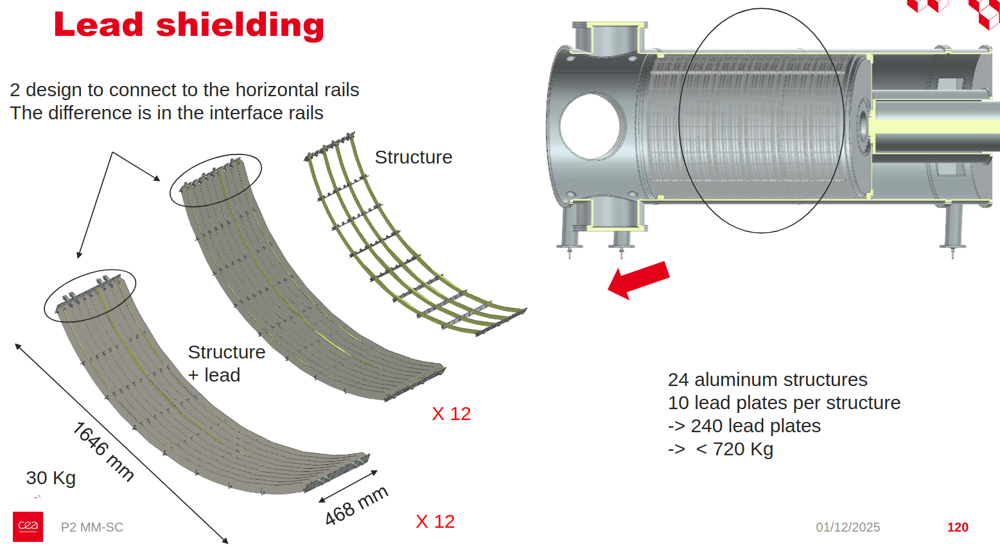 Lead shielding
2 design to connect to the horizontal rails
The difference is in the interface rails
Structure
Structure
+ lead
X 12
1646 mm
30 Kg
468 mm
X 12
24 aluminum structures
10 lead plates per structure
-> 240 lead plates
->  < 720 Kg
cea
P2 MM-SC
01/12/2025
120